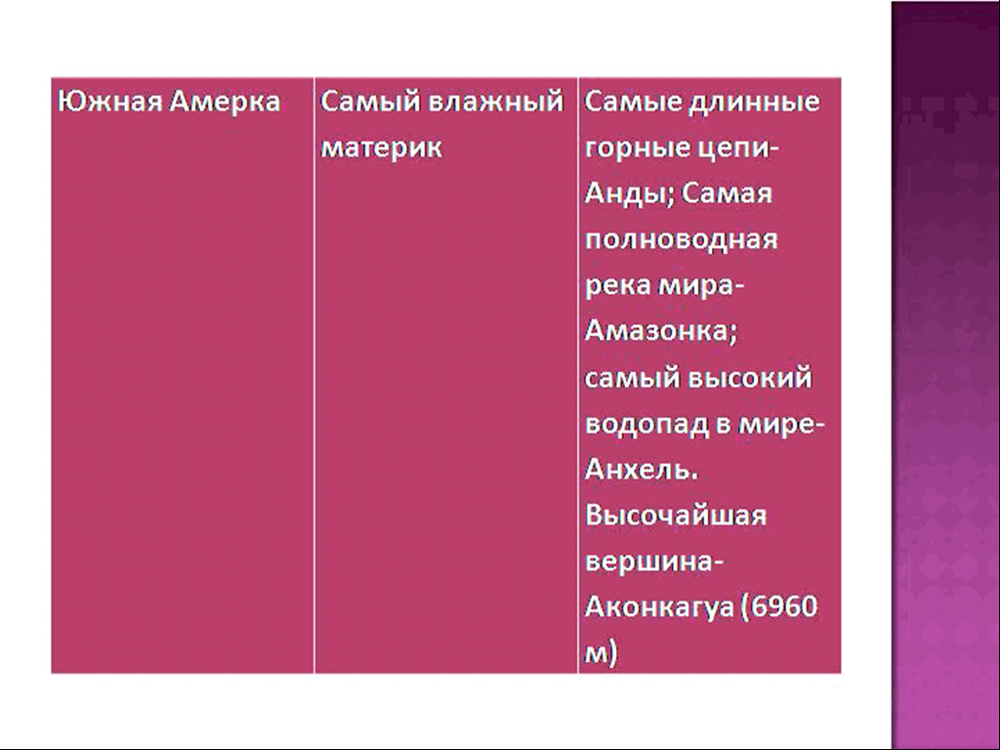 Южная Амерка
Самый влажный
материк
Самые длинные
горные цепи-
Анды; Самая
полноводная
река мира-
Амазонка;
самый высокий
водопад в мире-
Анхель.
Высочайшая
вершина-
Аконкагуа (6960
м)